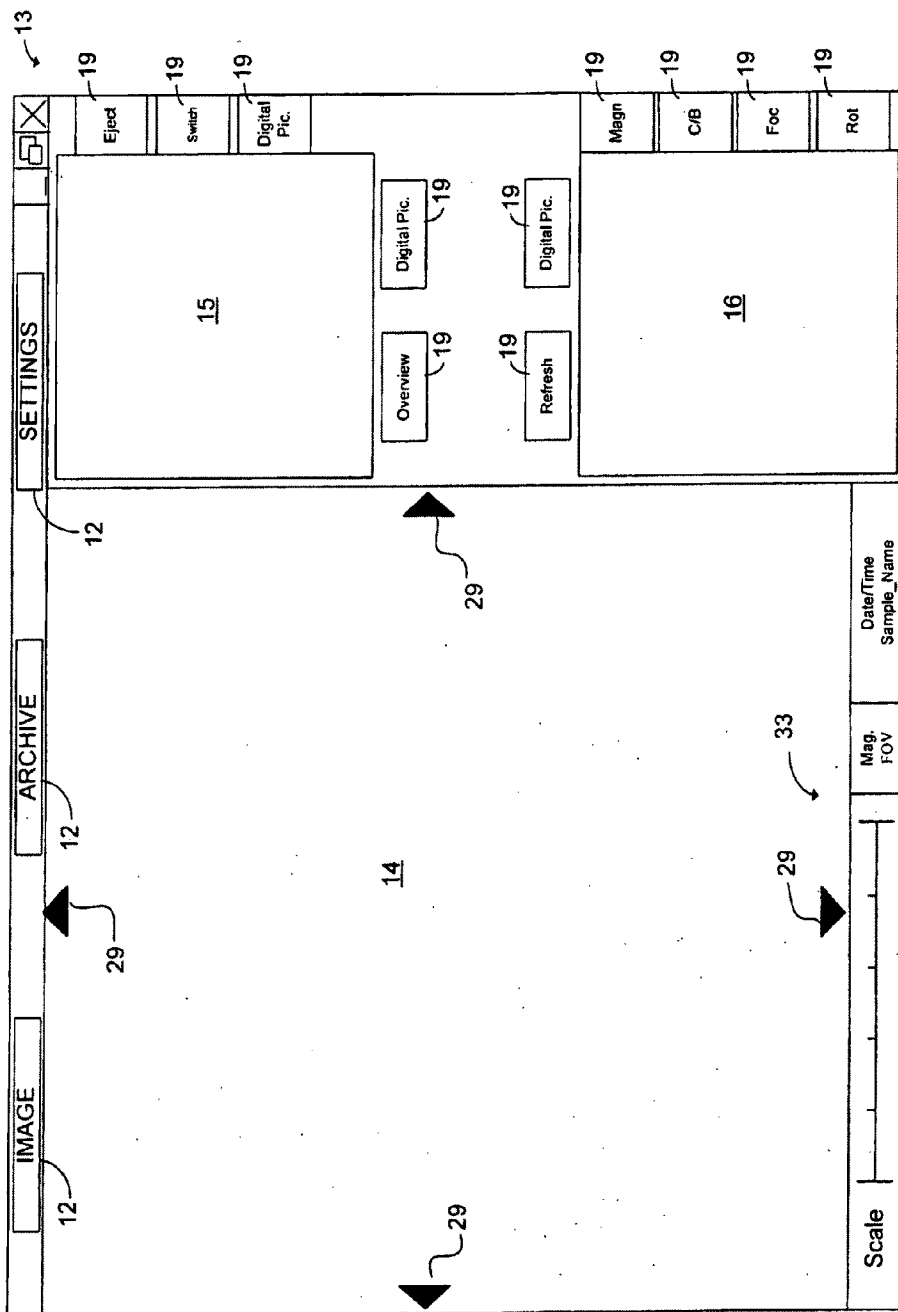 13
IMAGE
ARCHIVE
SETTINGS
12
12
12
29
29
14
29
29
33
15
Eject
19
Switch
19
Digital
Pic.
19
Overview
19
Digital Pic.
19
Refresh
19
Digital Pic.
19
16
Magn
19
C/B
19
Foc
19
Rot
19
Scale
Mag.
FOV
Date/Time
Sample_Name